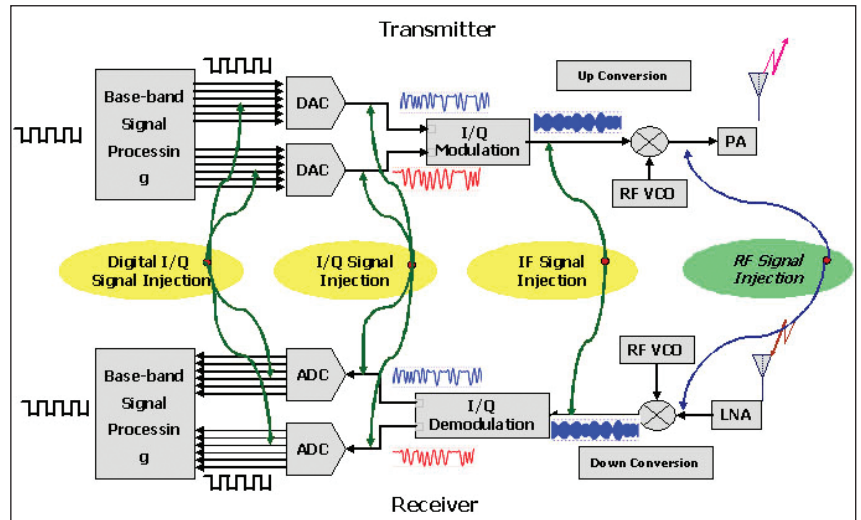 Transmitter
Base-band
Signal
Processin
g
DAC
DAC
I/Q
Modulation
Up Conversion
PA
RF VCO
Digital I/Q
Signal Injection
I/Q Signal
Injection
IF Signal
Injection
RF Signal
Injection
Base-band
Signal
Processin
g
ADC
ADC
I/Q
Demodulation
RF VCO
LNA
Down Conversion
Receiver